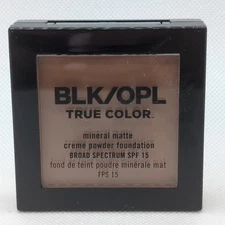 BLK/OPL
TRUE COLOR™
mineral matte
creme powder foundation
BROAD SPECTRUM SPF 15
fond de teint poudre minérale mat
FPS 15